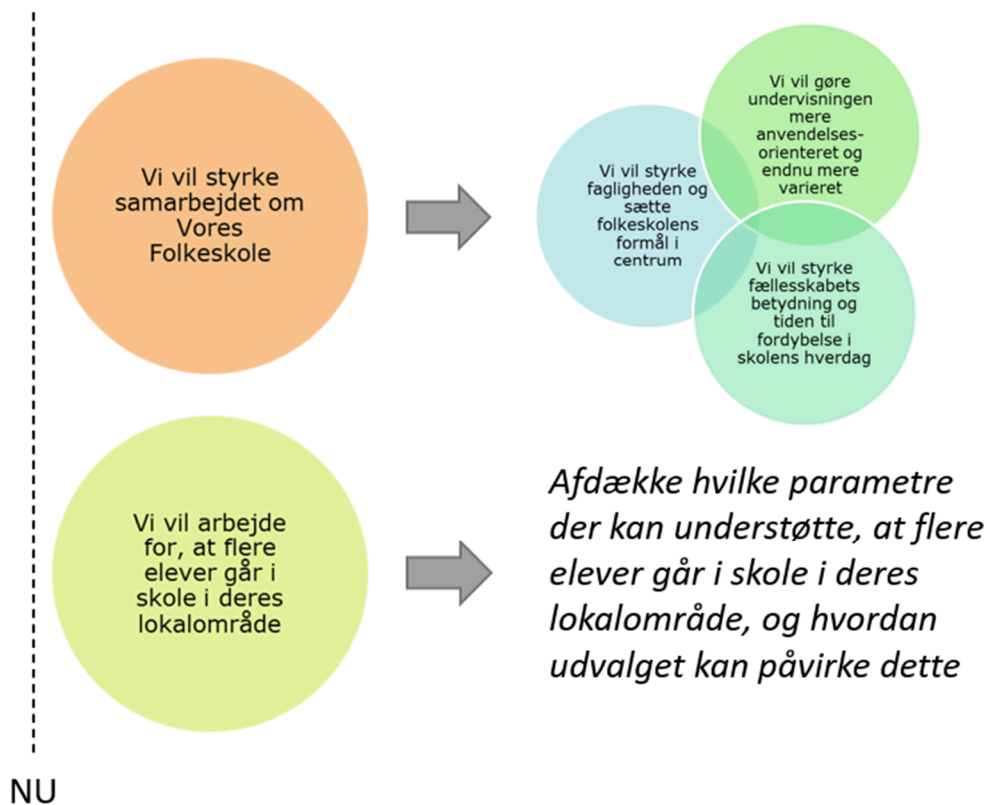 Vi vil styrke
samarbejdet om
Vores
Folkeskole
Vi vil styrke
fagligheden og
sætte
folkeskolens
formål i
centrum
Vi vil gøre
undervisningen
mere
anvendelses-
orienteret og
endnu mere
varieret
Vi vil styrke
fællesskabets
betydning og
tiden til
fordybelse i
skolens hverdag
Vi vil arbejde
for, at flere
elever går i
skole i deres
lokalområde
Afdække hvilke parametre
der kan understøtte, at flere
elever går i skole i deres
lokalområde, og hvordan
udvalget kan påvirke dette
NU